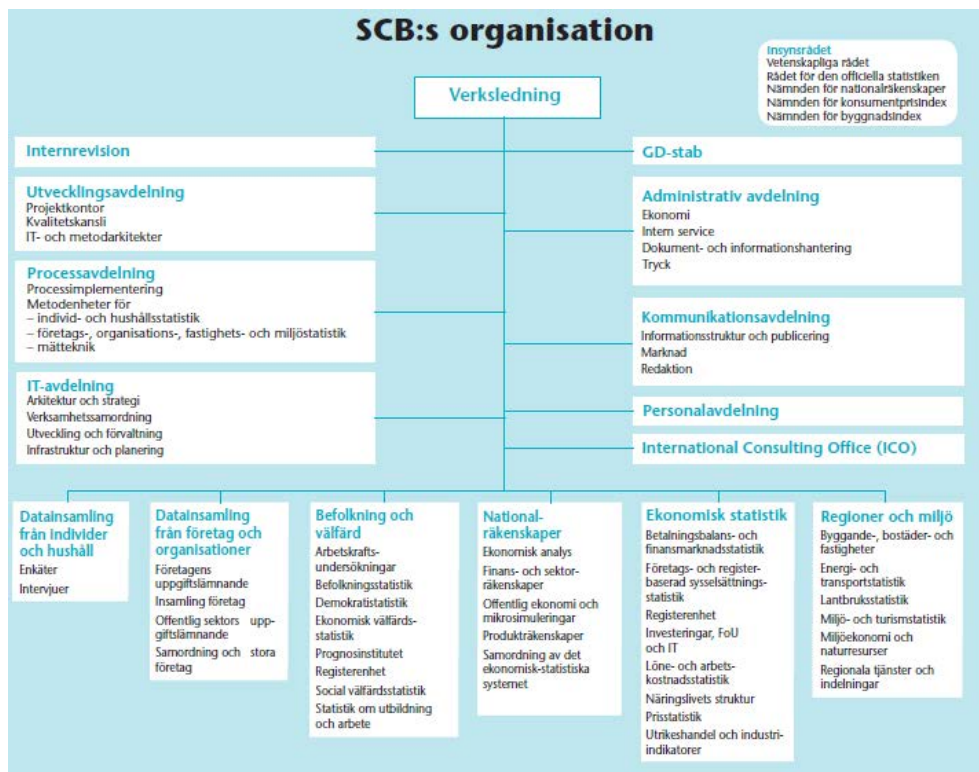 SCB:s organisation
Insynsrådet
Vetenskapliga rådet
Rådet för den officiella statistiken
Nämnden för nationalräkenskaper
Nämnden för konsumentprisindex
Nämnden för byggnadsindex
Verksledning
Internrevision
GD-stab
Utvecklingsavdelning
Projektkontor
Kvalitetskansli
IT- och metodarkitekter
Administrativ avdelning
Ekonomi
Intern service
Dokument- och informationshantering
Tryck
Processavdelning
Processimplementering
Metodenheter för
– individ- och hushållsstatistik
– företags-, organisations-, fastighets- och miljöstatistik
– mätteknik
Kommunikationsavdelning
Informationsstruktur och publicering
Marknad
Redaktion
IT-avdelning
Arkitektur och strategi
Verksamhetssamordning
Utveckling och förvaltning
Infrastruktur och planering
Personalavdelning
International Consulting Office (ICO)
Datainsamling
från individer
och hushåll
Enkäter
Intervjuer
Datainsamling
från företag och
organisationer
Företagens
uppgiftslämnande
Insamling företag
Offentlig sektors upp-
giftslämnande
Samordning och stora
företag
Befolkning och
välfärd
Arbetskrafts-
undersökningar
Befolkningsstatistik
Demokratistatistik
Ekonomisk välfärds-
statistik
Prognosinstitutet
Registerenhet
Social välfärdsstatistik
Statistik om utbildning
och arbete
National-
räkenskaper
Ekonomisk analys
Finans- och sektor-
räkenskaper
Offentlig ekonomi och
mikrosimuleringar
Produkträkenskaper
Samordning av det
ekonomisk-statistiska
systemet
Ekonomisk statistik
Betalningsbalans- och
finansmarknadsstatistik
Företags- och register-
baserad sysselsättnings-
statistik
Registerenhet
Investeringar, FoU
och IT
Löne- och arbets-
kostnadsstatistik
Näringslivets struktur
Prisstatistik
Utrikeshandel och industri-
indikatorer
Regioner och miljö
Byggande-, bostäder- och
fastigheter
Energi- och
transportstatistik
Lantbruksstatistik
Miljö- och turismstatistik
Miljöekonomi och
naturresurser
Regionala tjänster och
indelningar